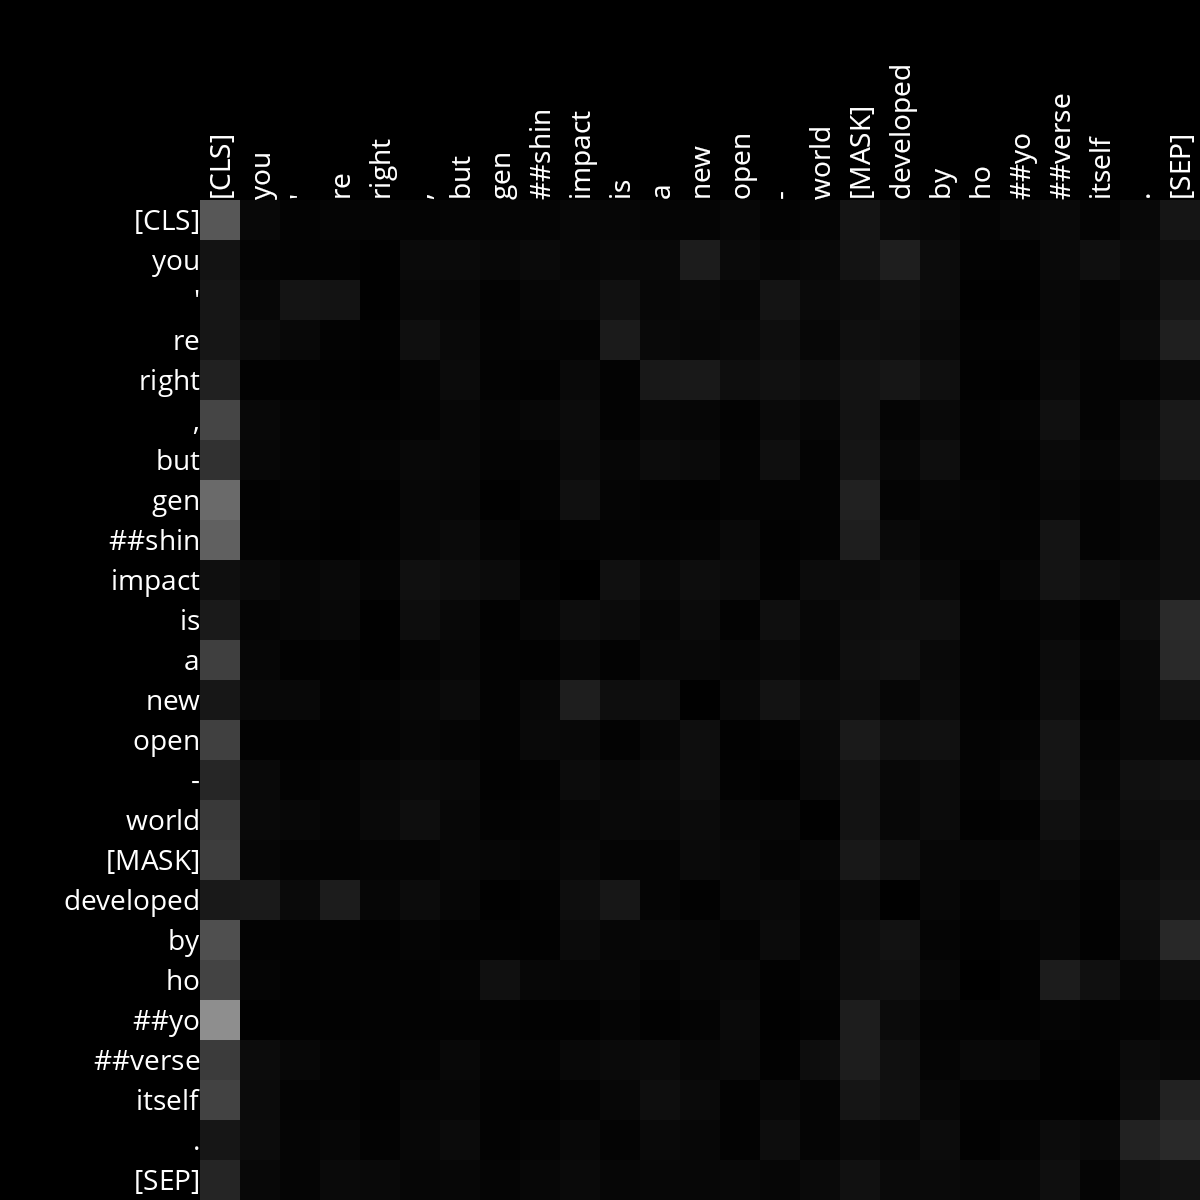 [CLS] you ' re right , but gen ##shin impact is a new open - world [MASK] developed by ho ##yo ##verse itself . [SEP]
[CLS]
you
'
re
right
,
but
gen
##shin
impact
is
a
new
open
-
world
[MASK]
developed
by
ho
##yo
##verse
itself
.
[SEP]